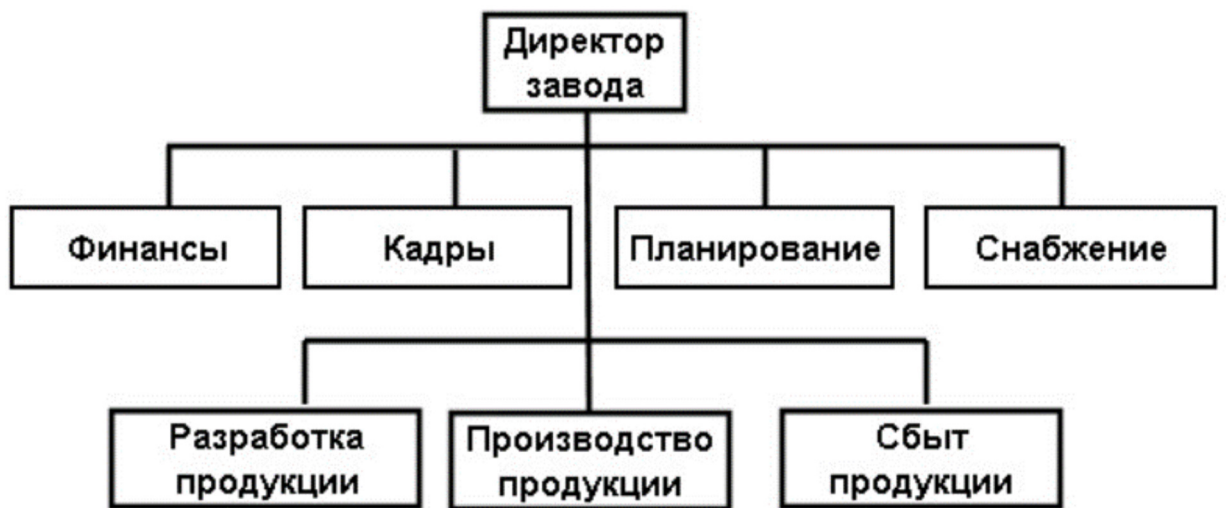 Директор
завода
Финансы
Кадры
Планирование
Снабжение
Разработка
продукции
Производство
продукции
Сбыт
продукции